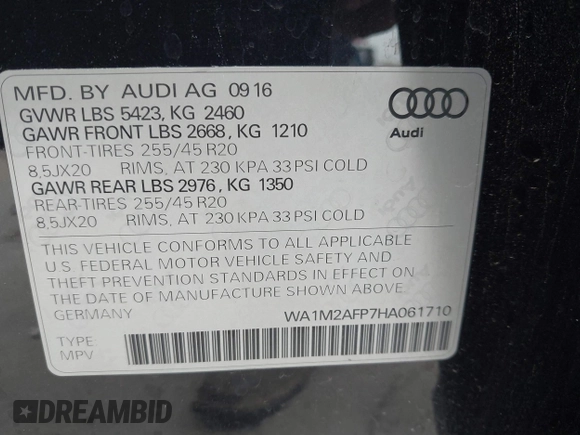 MFD. BY AUDI AG 09 16
GVWR LBS 5423, KG 2460
GAWR FRONT LBS 2668, KG 1210
FRONT-TIRES 255/45 R20
8,5JX20 RIMS, AT 230 KPA 33 PSI COLD
GAWR REAR LBS 2976, KG 1350
REAR-TIRES 255/45 R20
8,5JX20 RIMS, AT 230 KPA 33 PSI COLD
Audi
THIS VEHICLE CONFORMS TO ALL APPLICABLE
U.S. FEDERAL MOTOR VEHICLE SAFETY AND
THEFT PREVENTION STANDARDS IN EFFECT ON
THE DATE OF MANUFACTURE SHOWN ABOVE.
GERMANY WA1M2AFP7HA061710
TYPE
MPV
DREAMBID